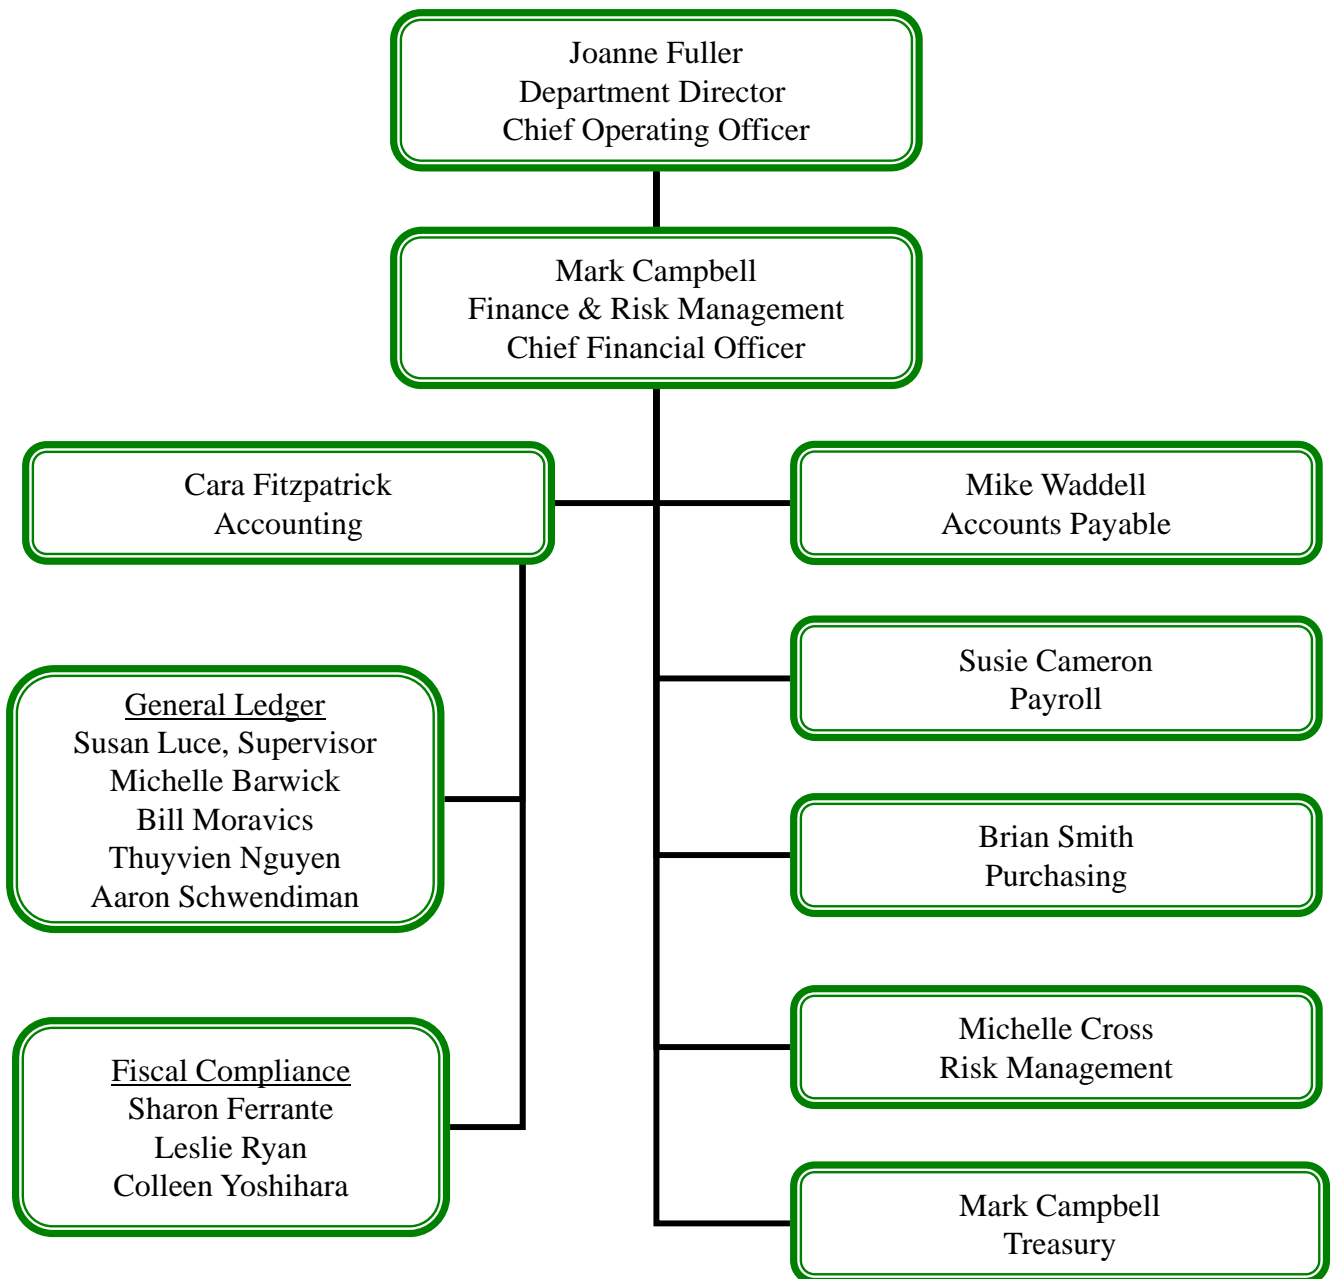 Joanne Fuller
Department Director
Chief Operating Officer
Mark Campbell
Finance & Risk Management
Chief Financial Officer
Cara Fitzpatrick
Accounting
General Ledger
Susan Luce, Supervisor
Michelle Barwick
Bill Moravics
Thuyvien Nguyen
Aaron Schwendiman
Fiscal Compliance
Sharon Ferrante
Leslie Ryan
Colleen Yoshihara
Mike Waddell
Accounts Payable
Susie Cameron
Payroll
Brian Smith
Purchasing
Michelle Cross
Risk Management
Mark Campbell
Treasury